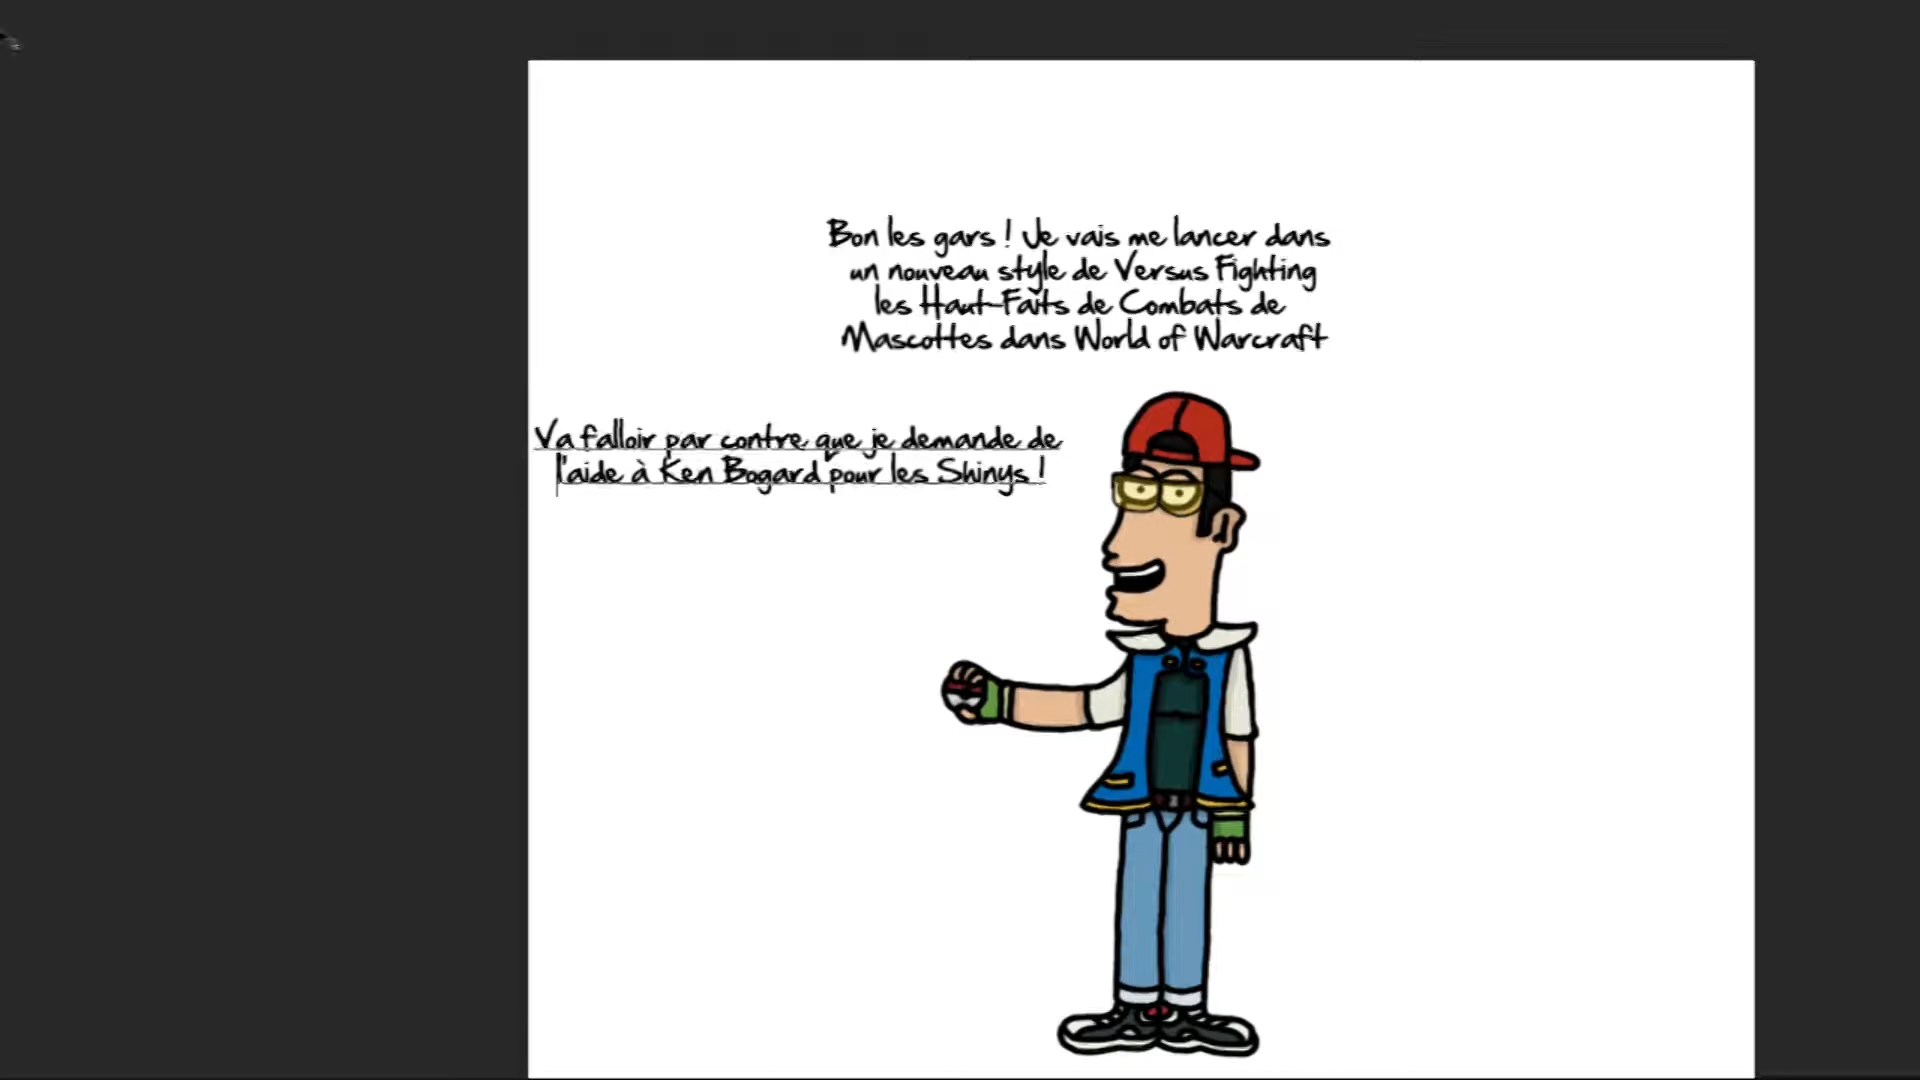 Bon les gars ! Je vais me lancer dans
un nouveau style de Versus Fighting
les Haut-Faits de Combats de
Mascottes dans World of Warcraft
Va falloir par contre que je demande de
l'aide à Ken Bogard pour les Shinys !